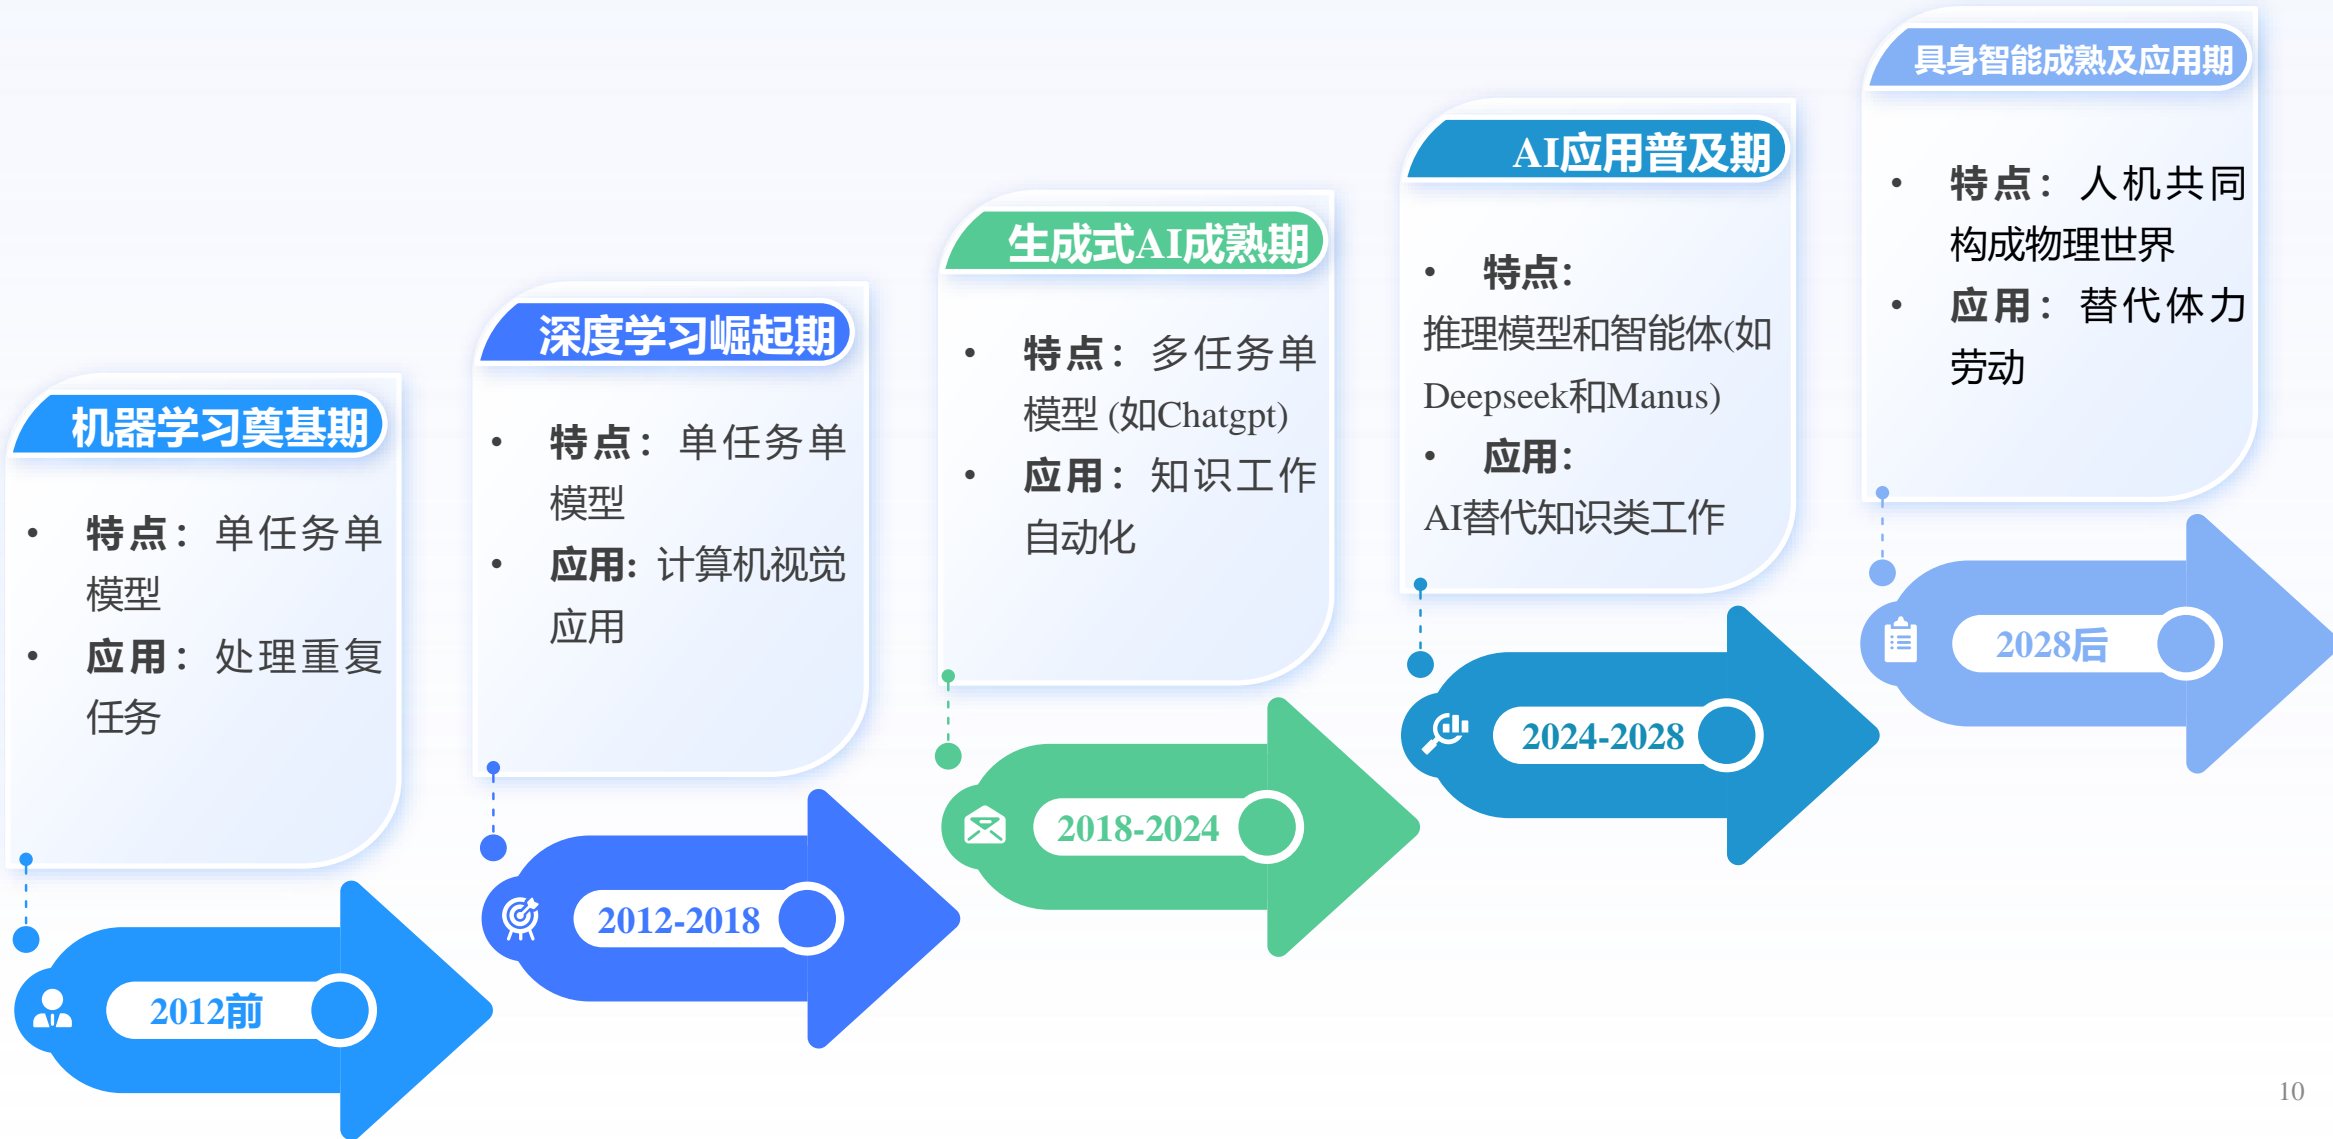 机器学习奠基期
• 特点：单任务单
模型
• 应用：处理重复
任务
2012前
深度学习崛起期
• 特点：单任务单
模型
• 应用：计算机视觉
应用
2012-2018
生成式AI成熟期
• 特点：多任务单
模型 (如Chatgpt)
• 应用：知识工作
自动化
2018-2024
AI应用普及期
• 特点：
推理模型和智能体(如
Deepseek和Manus)
• 应用：
AI替代知识类工作
2024-2028
具身智能成熟及应用期
• 特点：人机共同
构成物理世界
• 应用：替代体力
劳动
2028后
10